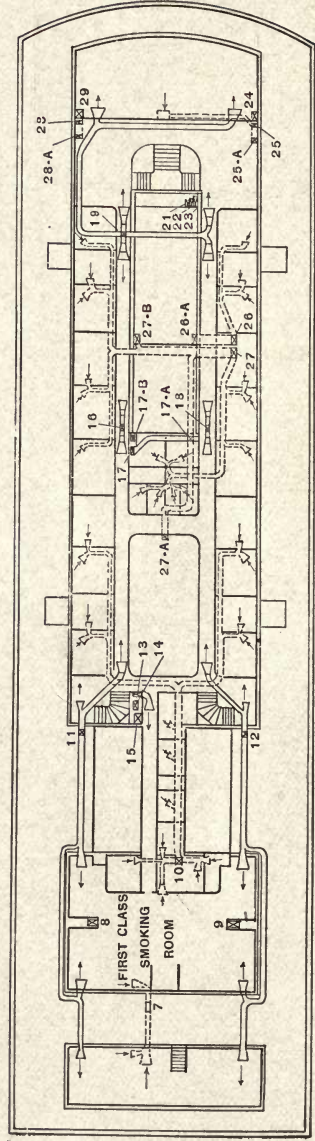 29
28
28-A
24
25
25-A
19
21
22
23
27-B
26-A
26
27
16
17-B
17
17-A
18
27-A
13
14
15
11
12
10
8
FIRST CLASS
SMOKING
ROOM
9
7